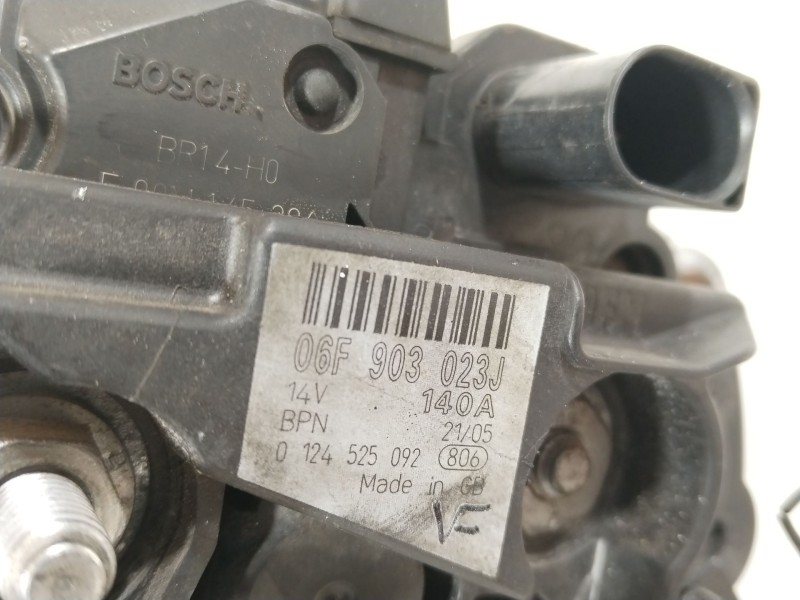 BOSCH
BR14-H0
06F 903 023J
14V 140A
BPN 21/05
0 124 525 092 806
Made in GB
VF